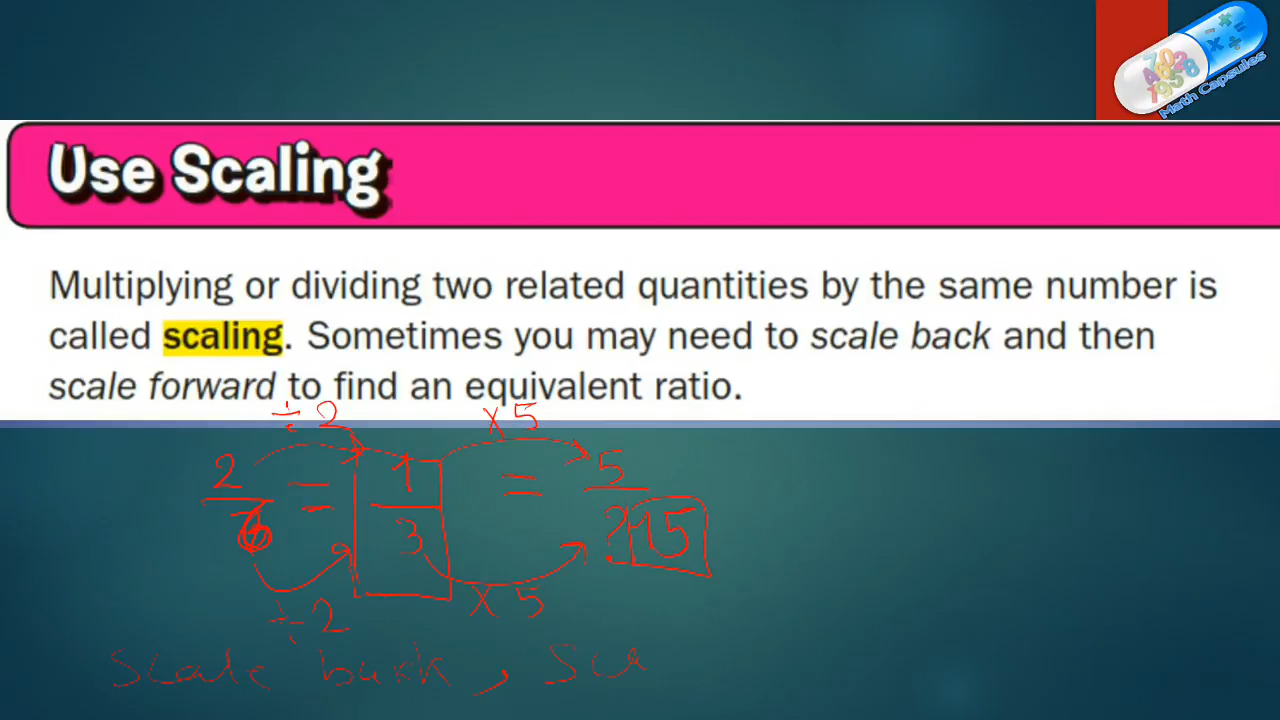 Math Capsules
Use Scaling
Multiplying or dividing two related quantities by the same number is
called scaling. Sometimes you may need to scale back and then
scale forward to find an equivalent ratio.
÷ 2 × 5
2 = 1 = 5
6 3 ? 15
÷ 2 × 5
Scale back , Sca